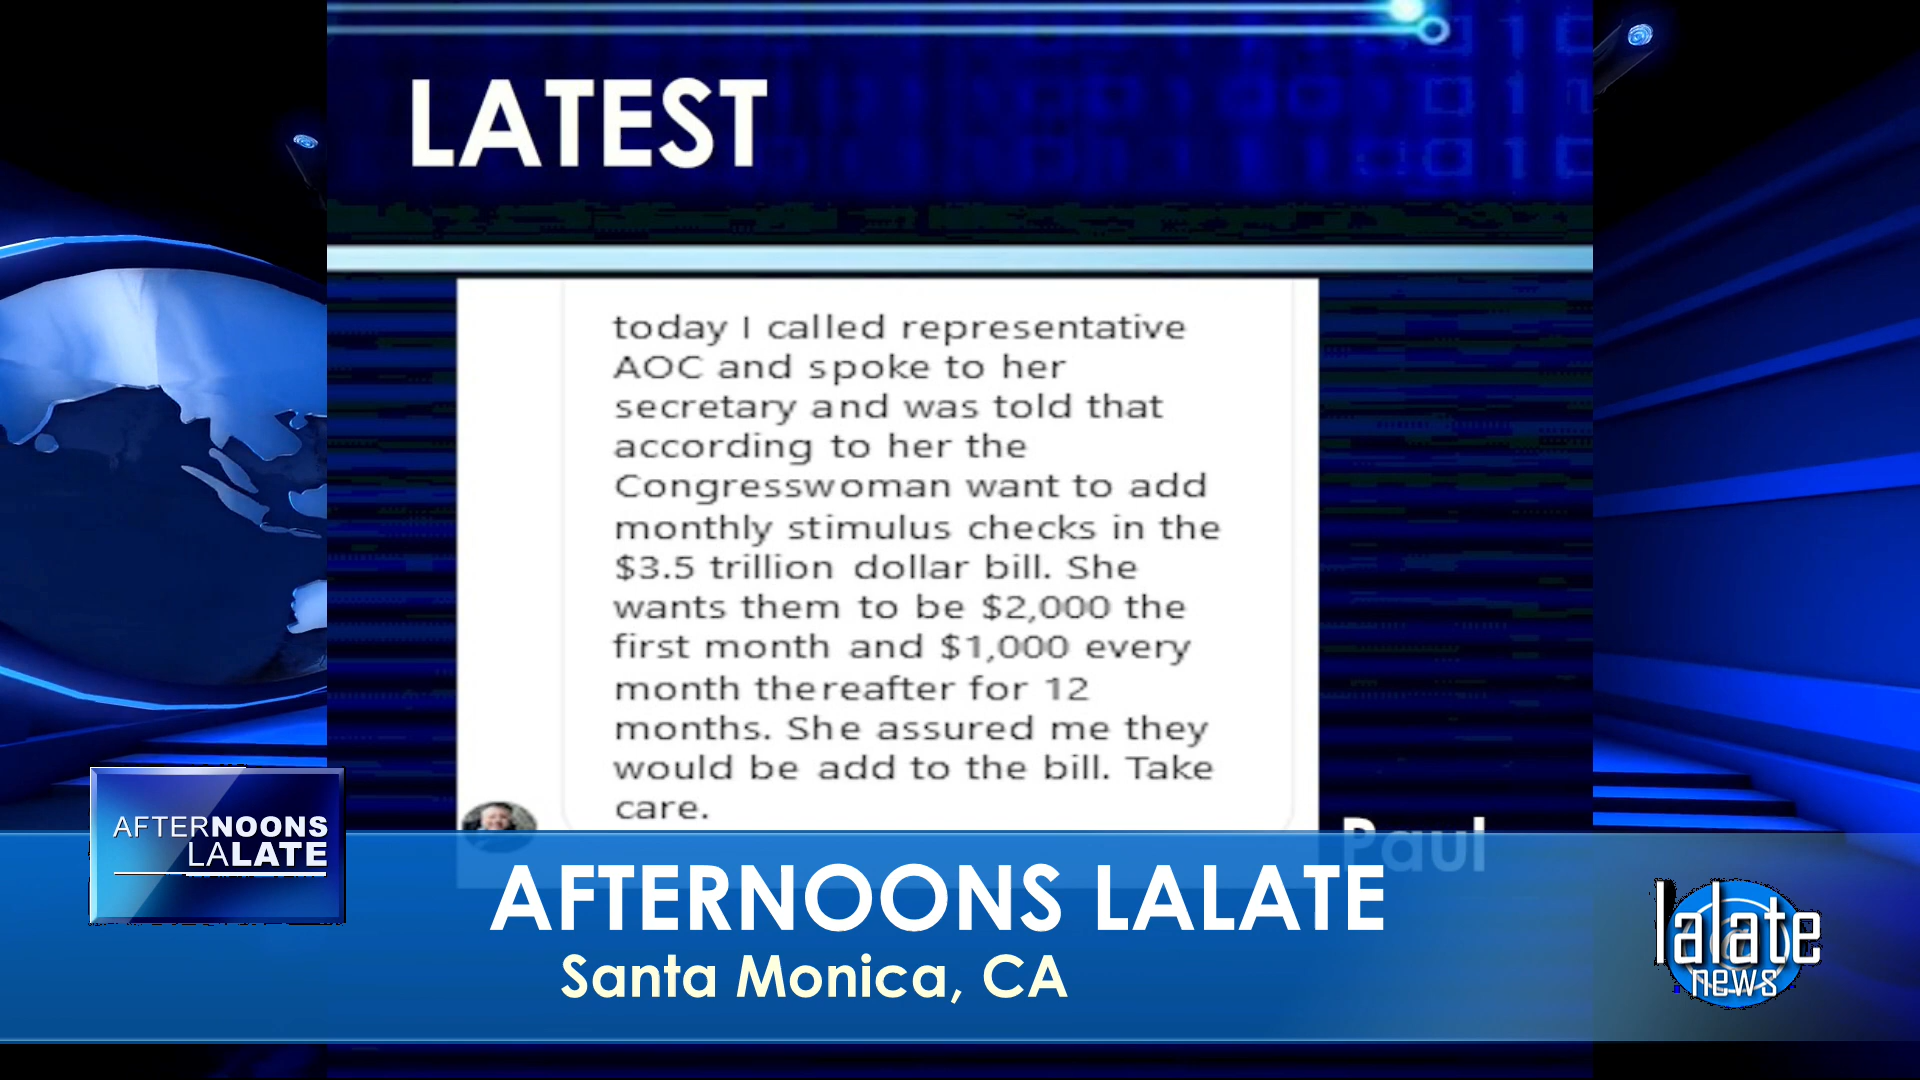 LATEST
today I called representative
AOC and spoke to her
secretary and was told that
according to her the
Congresswoman want to add
monthly stimulus checks in the
$3.5 trillion dollar bill. She
wants them to be $2,000 the
first month and $1,000 every
month thereafter for 12
months. She assured me they
would be add to the bill. Take
care.
Paul
AFTERNOONS
LALATE
AFTERNOONS LALATE
Santa Monica, CA
lalate
news